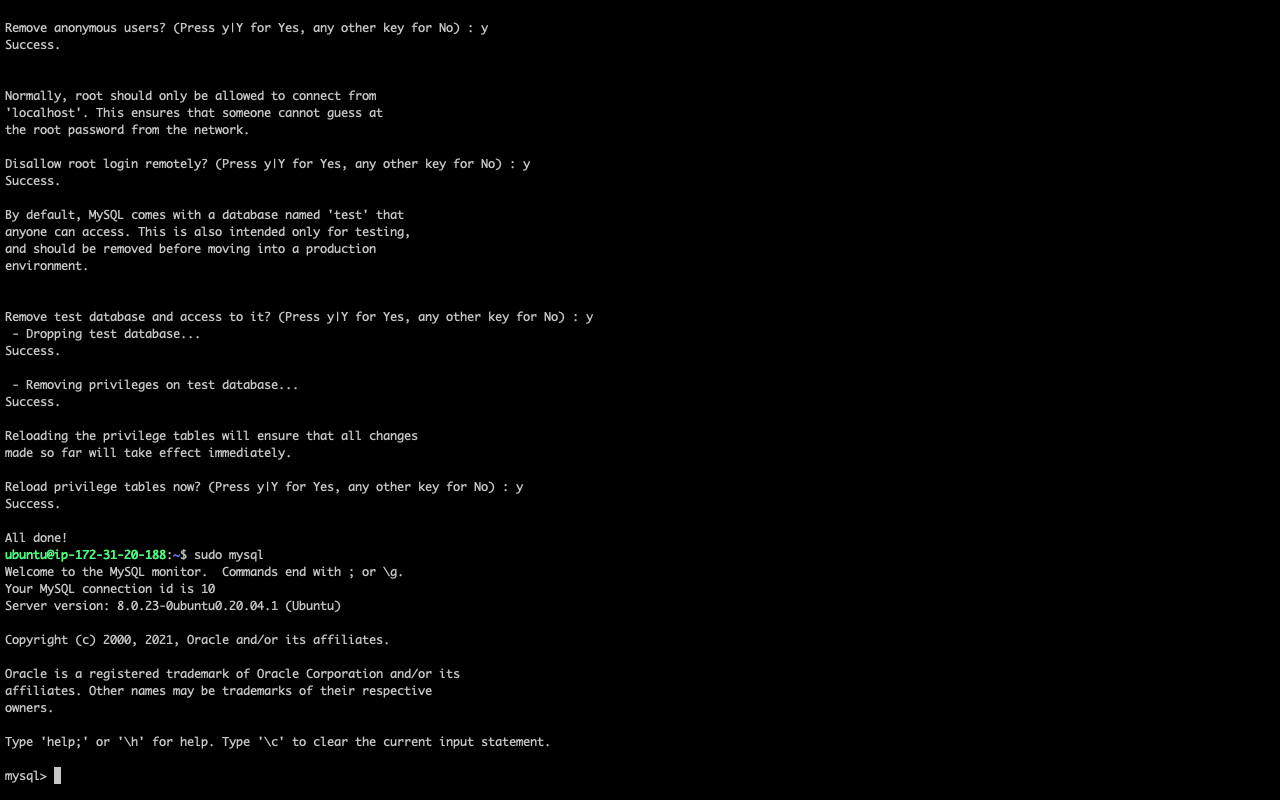 Remove anonymous users? (Press y|Y for Yes, any other key for No) : y
Success.
Normally, root should only be allowed to connect from
'localhost'. This ensures that someone cannot guess at
the root password from the network.
Disallow root login remotely? (Press y|Y for Yes, any other key for No) : y
Success.
By default, MySQL comes with a database named 'test' that
anyone can access. This is also intended only for testing,
and should be removed before moving into a production
environment.
Remove test database and access to it? (Press y|Y for Yes, any other key for No) : y
 - Dropping test database...
Success.
 - Removing privileges on test database...
Success.
Reloading the privilege tables will ensure that all changes
made so far will take effect immediately.
Reload privilege tables now? (Press y|Y for Yes, any other key for No) : y
Success.
All done!
ubuntu@ip-172-31-20-188:~$ sudo mysql
Welcome to the MySQL monitor.  Commands end with ; or \g.
Your MySQL connection id is 10
Server version: 8.0.23-0ubuntu0.20.04.1 (Ubuntu)
Copyright (c) 2000, 2021, Oracle and/or its affiliates.
Oracle is a registered trademark of Oracle Corporation and/or its
affiliates. Other names may be trademarks of their respective
owners.
Type 'help;' or '\h' for help. Type '\c' to clear the current input statement.
mysql>